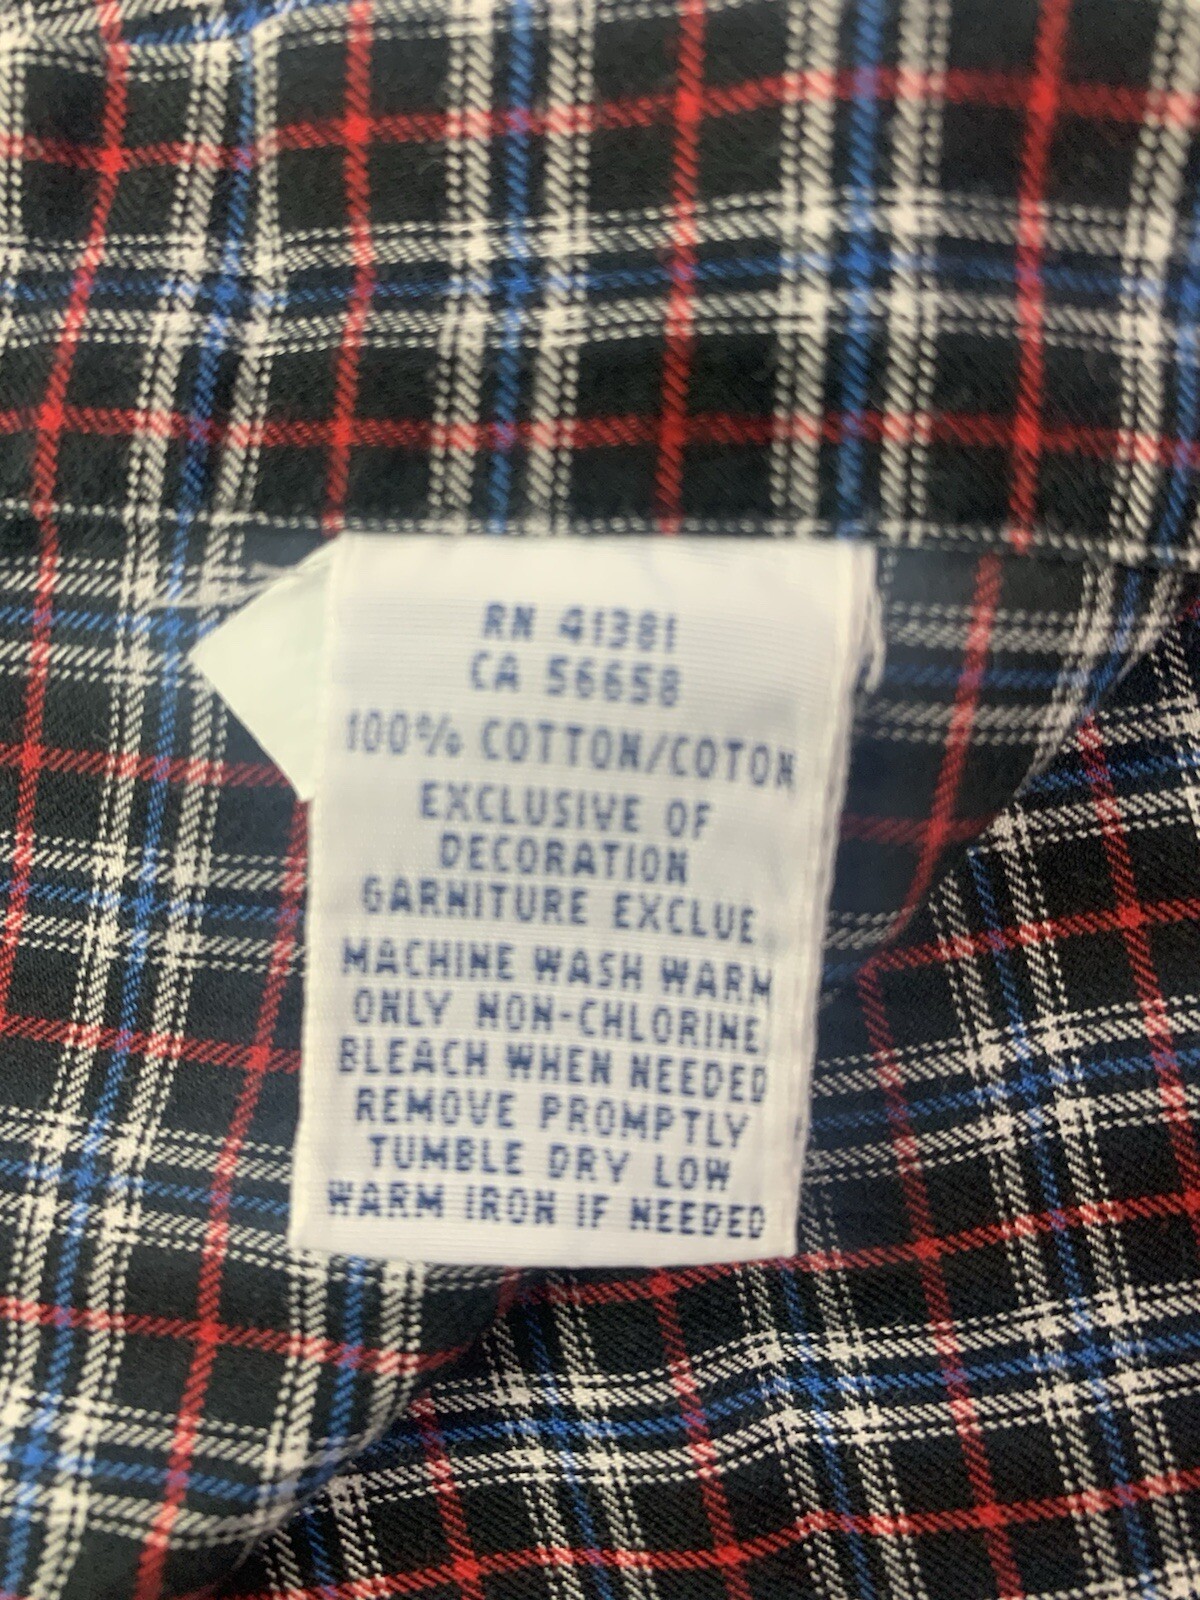 RN 41381
CA 56658
100% COTTON/COTON
EXCLUSIVE OF
DECORATION
GARNITURE EXCLUE
MACHINE WASH WARM
ONLY NON-CHLORINE
BLEACH WHEN NEEDED
REMOVE PROMPTLY
TUMBLE DRY LOW
WARM IRON IF NEEDED